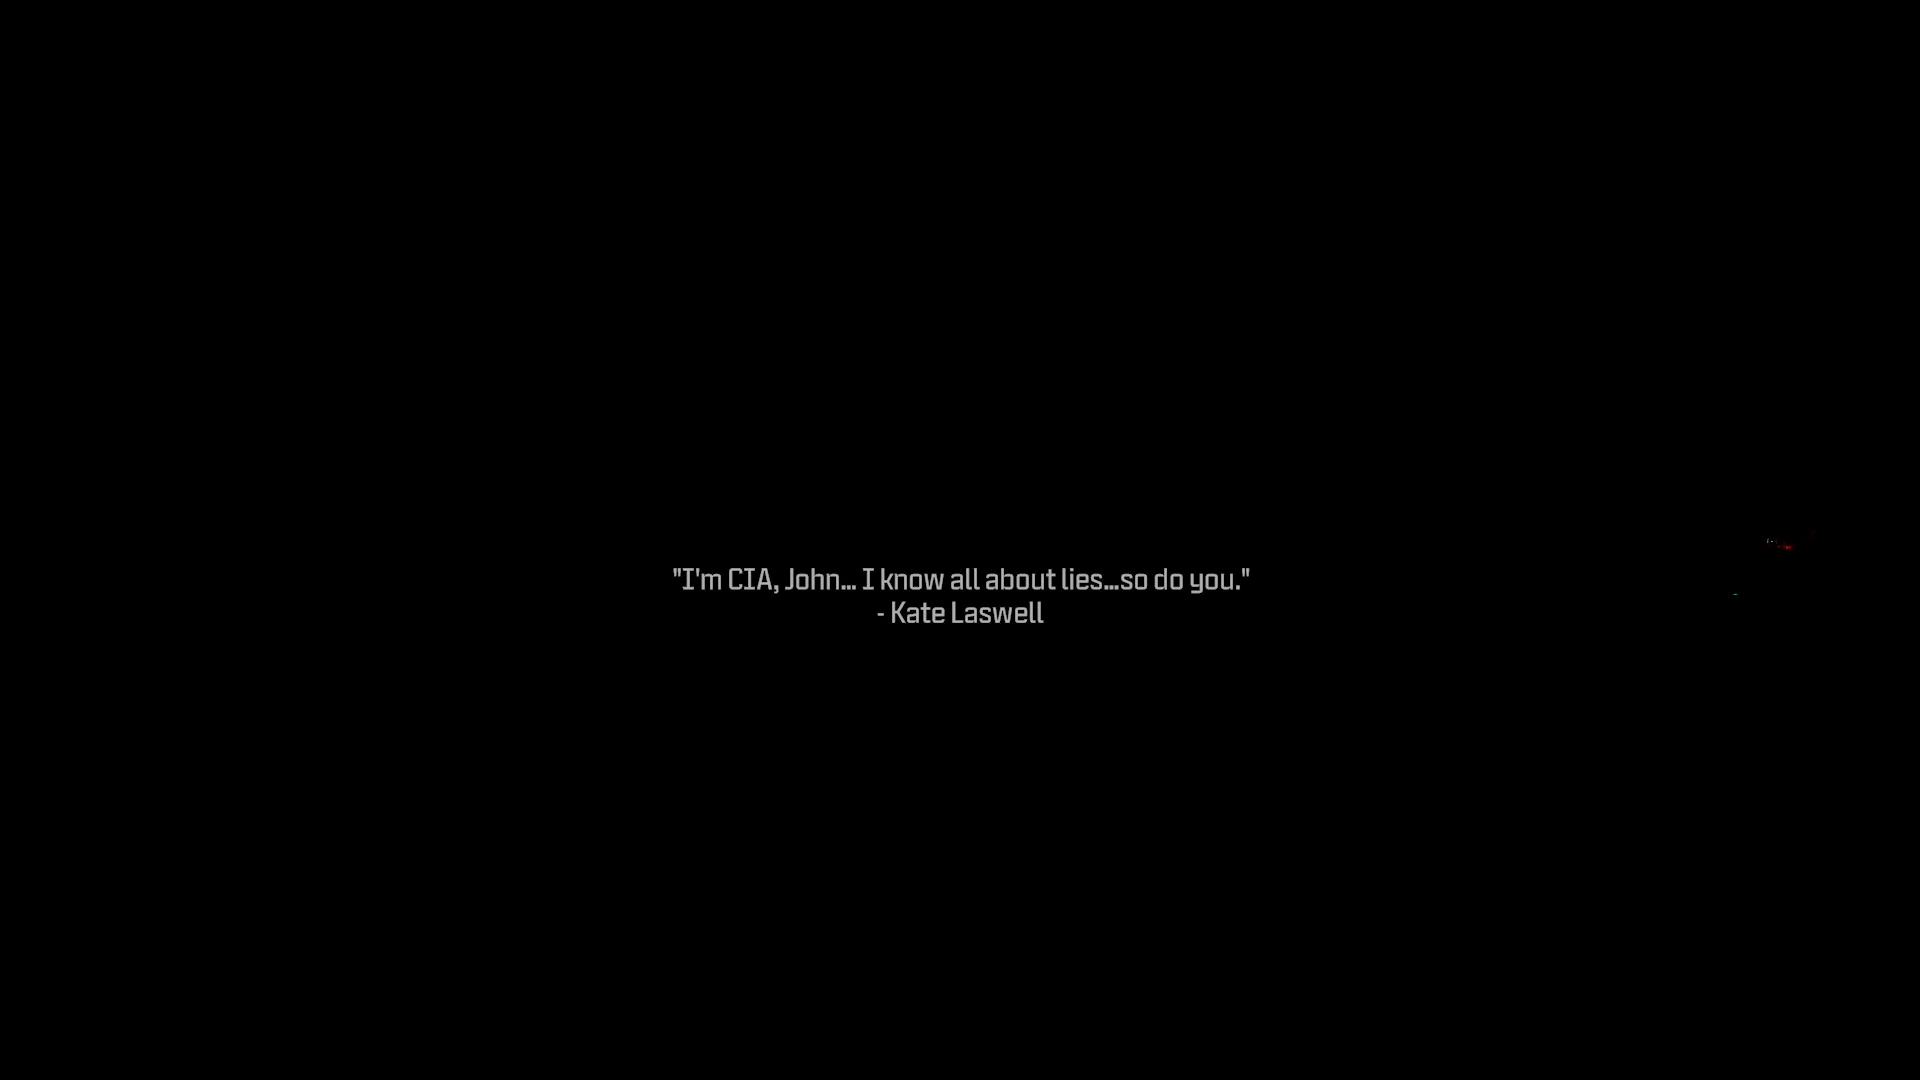 "I'm CIA, John... I know all about lies...so do you."
- Kate Laswell